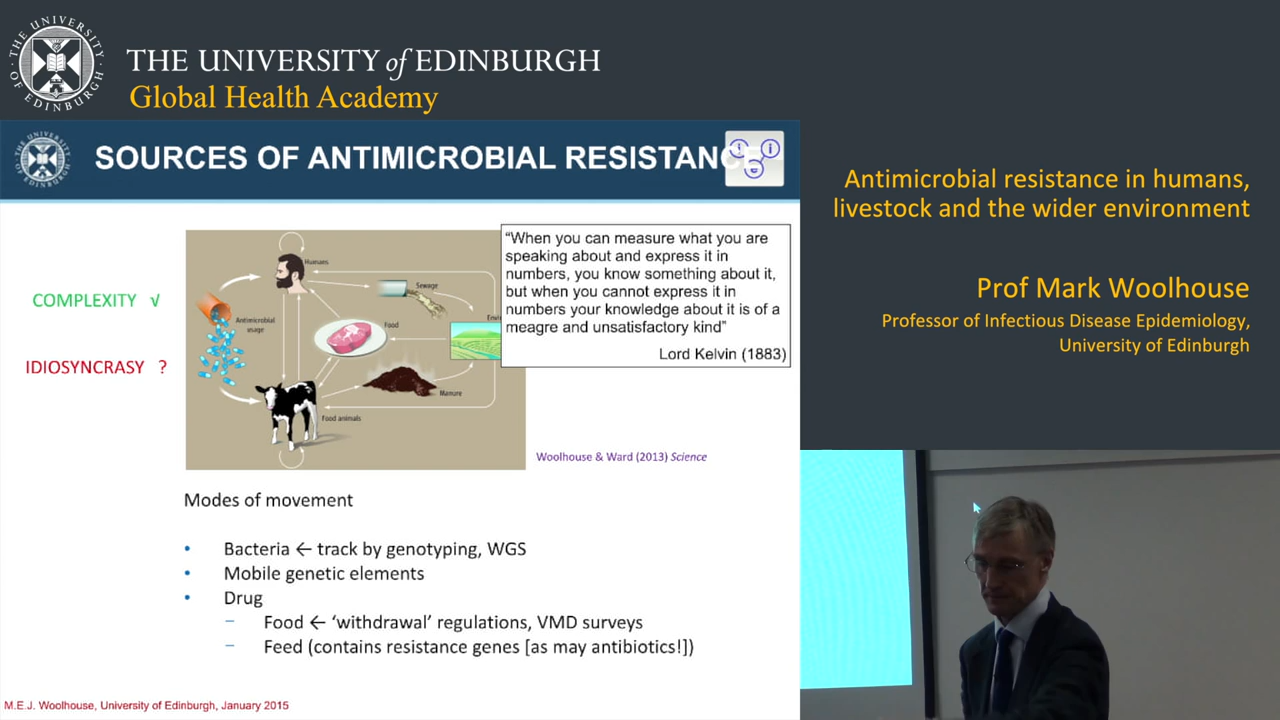 THE UNIVERSITY of EDINBURGH
Global Health Academy
THE UNIVERSITY OF EDINBURGH
SOURCES OF ANTIMICROBIAL RESISTANCE
Antimicrobial resistance in humans,
livestock and the wider environment
Prof Mark Woolhouse
Professor of Infectious Disease Epidemiology,
University of Edinburgh
COMPLEXITY √
IDIOSYNCRASY ?
Humans
Sewage
Antimicrobial
usage
Food
Manure
Food animals
"When you can measure what you are
speaking about and express it in
numbers, you know something about it,
but when you cannot express it in
numbers your knowledge about it is of a
meagre and unsatisfactory kind"
Lord Kelvin (1883)
Woolhouse & Ward (2013) Science
Modes of movement
• Bacteria ← track by genotyping, WGS
• Mobile genetic elements
• Drug
– Food ← ‘withdrawal’ regulations, VMD surveys
– Feed (contains resistance genes [as may antibiotics!])
M.E.J. Woolhouse, University of Edinburgh, January 2015